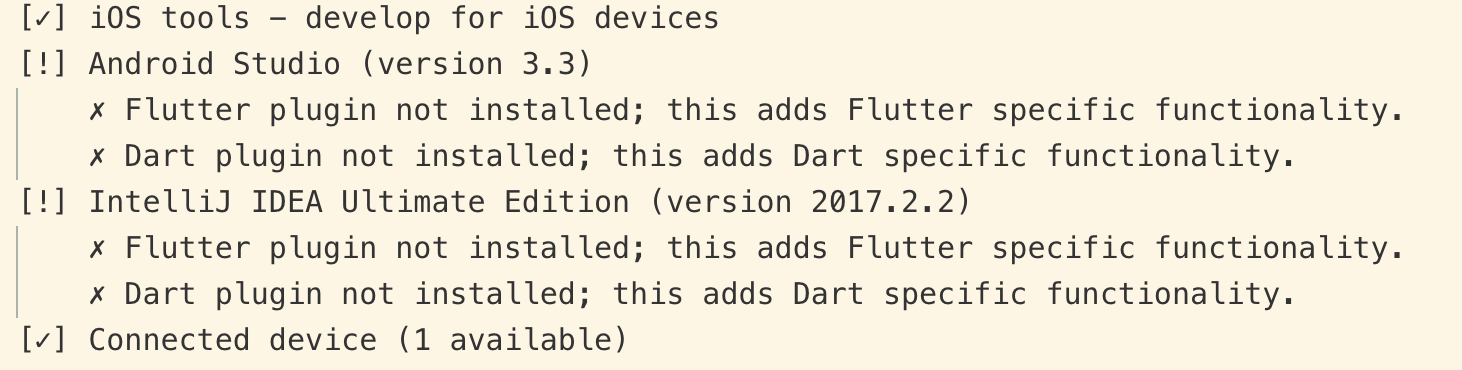 [✓] iOS tools - develop for iOS devices
[!] Android Studio (version 3.3)
✗ Flutter plugin not installed; this adds Flutter specific functionality.
✗ Dart plugin not installed; this adds Dart specific functionality.
[!] IntelliJ IDEA Ultimate Edition (version 2017.2.2)
✗ Flutter plugin not installed; this adds Flutter specific functionality.
✗ Dart plugin not installed; this adds Dart specific functionality.
[✓] Connected device (1 available)